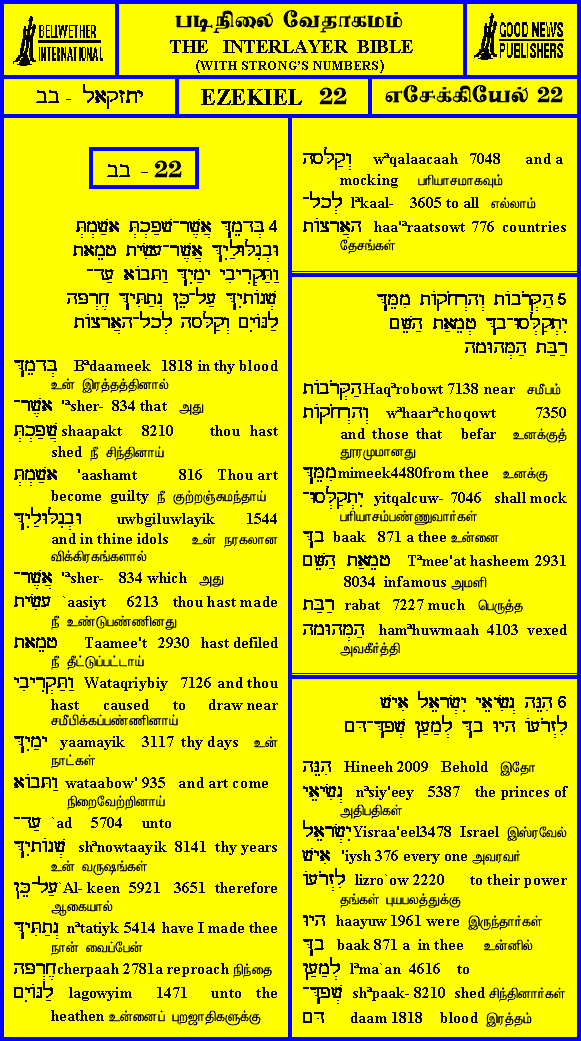 BELLWETHER
INTERNATIONAL
படிநிலை வேதாகமம்
THE INTERLAYER BIBLE
(WITH STRONG'S NUMBERS)
GOOD NEWS
PUBLISHERS
יחזקאל - כב
EZEKIEL 22
எசேக்கியேல் 22
כב - 22
4 בְּדָמֵךְ אֲשֶׁר־שָׁפַכְתְּ אָשַׁמְתְּ
וּבְגִלּוּלַיִךְ אֲשֶׁר־עָשִׂית טָמֵאת
וַתַּקְרִיבִי יָמַיִךְ וַתָּבוֹא עַד־
שְׁנוֹתָיִךְ עַל־כֵּן נְתַתִּיךְ חֶרְפָּה
לַגּוֹיִם וְקַלָּסָה לְכָל־הָאֲרָצוֹת
בְּדָמֵךְ Bªdaameek 1818 in thy blood
உன் இரத்தத்தினால்
אֲשֶׁר־ 'ªsher- 834 that அது
שָׁפַכְתְּ shaapakt 8210 thou hast
shed நீ சிந்தினாய்
אָשַׁמְתְּ 'aashamt 816 Thou art
become guilty நீ குற்றஞ்சுமந்தாய்
וּבְגִלּוּלַיִךְ uwbgiluwlayik 1544
and in thine idols உன் நரகலான
விக்கிரகங்களால்
אֲשֶׁר־ 'ªsher- 834 which அது
עָשִׂית `aasiyt 6213 thou hast made
நீ உண்டுபண்ணினது
טָמֵאת Taamee't 2930 hast defiled
நீ தீட்டுப்பட்டாய்
וַתַּקְרִיבִי Wataqriybiy 7126 and thou
hast caused to draw near
சமீபிக்கப்பண்ணினாய்
יָמַיִךְ yaamayik 3117 thy days உன்
நாட்கள்
וַתָּבוֹא wataabow' 935 and art come
நிறைவேற்றினாய்
עַד־ `ad 5704 unto
שְׁנוֹתָיִךְ shªnowtaayik 8141 thy years
உன் வருஷங்கள்
עַל־כֵּן `Al- keen 5921 3651 therefore
ஆகையால்
נְתַתִּיךְ nªtatiyk 5414 have I made thee
நான் வைப்பேன்
חֶרְפָּה cherpaah 2781a reproach நிந்தை
לַגּוֹיִם lagowyim 1471 unto the
heathen உன்னைப் புறஜாதிகளுக்கு
וְקַלָּסָה wªqalaacaah 7048 and a
mocking பரியாசமாகவும்
לְכָל־ lªkaal- 3605 to all எல்லாம்
הָאֲרָצוֹת haa'ªraatsowt 776 countries
தேசங்கள்
5 הַקְּרֹבוֹת וְהָרְחֹקוֹת מִמֵּךְ
יִתְקַלְּסוּ־בָךְ טְמֵאַת הַשֵּׁם
רַבַּת הַמְּהוּמָה
הַקְּרֹבוֹת Haqªrobowt 7138 near சமீபம்
וְהָרְחֹקוֹת wªhaarªchoqowt 7350
and those that befar உனக்குத்
தூரமுமானது
מִמֵּךְ mimeek4480from thee உனக்கு
יִתְקַלְּסוּ־ yitqalcuw- 7046 shall mock
பரியாசம்பண்ணுவார்கள்
בָךְ baak 871 a thee உன்னை
טְמֵאַת הַשֵּׁם Tªmee'at hasheem 2931
8034 infamous அமளி
רַבַּת rabat 7227 much பெருத்த
הַמְּהוּמָה hamªhuwmaah 4103 vexed
அவகீர்த்தி
6 הִנֵּה נְשִׂיאֵי יִשְׂרָאֵל אִישׁ
לִזְרֹעוֹ הָיוּ בָךְ לְמַעַן שְׁפָךְ־דָּם
הִנֵּה Hineeh 2009 Behold இதோ
נְשִׂיאֵי nªsiy'eey 5387 the princes of
அதிபதிகள்
יִשְׂרָאֵל Yisraa'eel3478 Israel இஸ்ரவேல்
אִישׁ 'iysh 376 every one அவரவர்
לִזְרֹעוֹ lizro`ow 2220 to their power
தங்கள் புயபலத்துக்கு
הָיוּ haayuw 1961 were இருந்தார்கள்
בָךְ baak 871 a in thee உன்னில்
לְמַעַן lªma`an 4616 to
שְׁפָךְ־ shªpaak- 8210 shed சிந்தினார்கள்
דָּם daam 1818 blood இரத்தம்